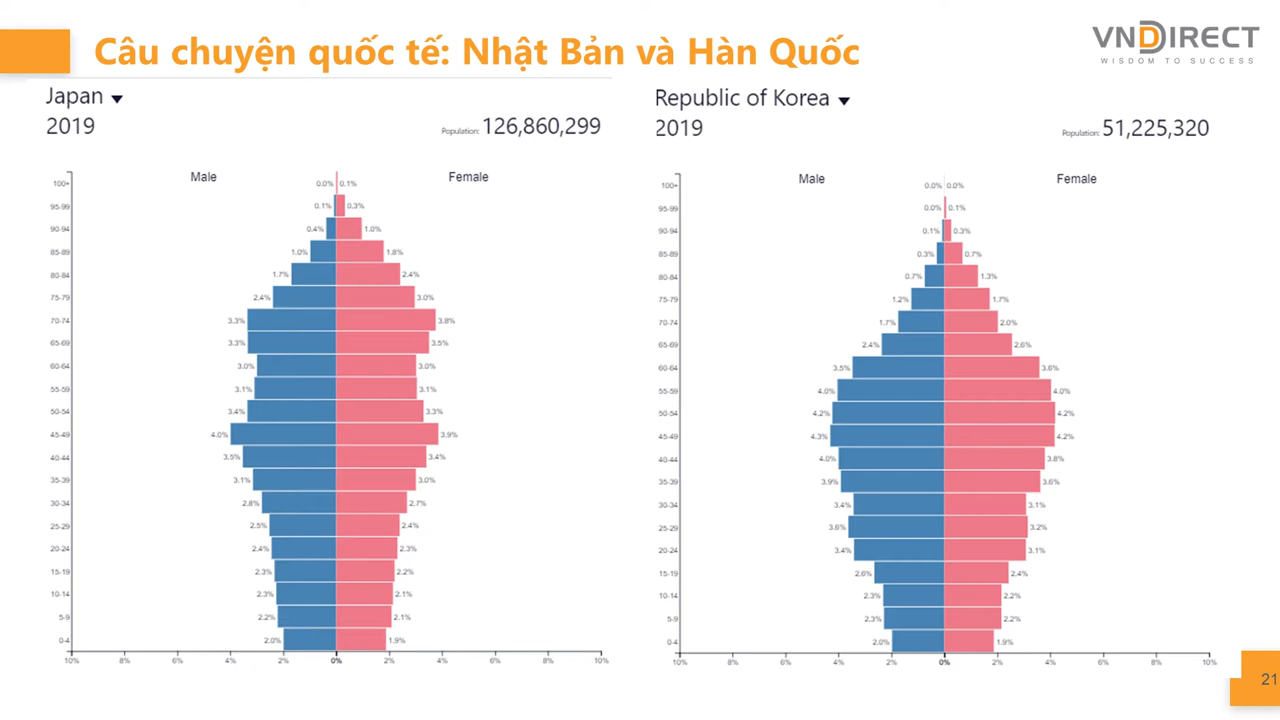 Câu chuyện quốc tế: Nhật Bản và Hàn Quốc
VNDIRECT
WISDOM TO SUCCESS
Japan
2019
Population: 126,860,299
Male
Female
100+ 0.0% 0.1%
95-99 0.1% 0.3%
90-94 0.4% 1.0%
85-89 1.0% 1.8%
80-84 1.7% 2.4%
75-79 2.4% 3.0%
70-74 3.3% 3.8%
65-69 3.3% 3.5%
60-64 3.0% 3.0%
55-59 3.1% 3.1%
50-54 3.4% 3.3%
45-49 4.0% 3.9%
40-44 3.5% 3.4%
35-39 3.1% 3.0%
30-34 2.8% 2.7%
25-29 2.5% 2.4%
20-24 2.4% 2.3%
15-19 2.3% 2.2%
10-14 2.3% 2.1%
5-9 2.2% 2.1%
0-4 2.0% 1.9%
10% 8% 6% 4% 2% 0% 2% 4% 6% 8% 10%
Republic of Korea
2019
Population: 51,225,320
Male
Female
100+ 0.0% 0.0%
95-99 0.0% 0.1%
90-94 0.1% 0.3%
85-89 0.3% 0.7%
80-84 0.7% 1.3%
75-79 1.2% 1.7%
70-74 1.7% 2.0%
65-69 2.4% 2.6%
60-64 3.5% 3.6%
55-59 4.0% 4.0%
50-54 4.2% 4.2%
45-49 4.3% 4.2%
40-44 4.0% 3.8%
35-39 3.9% 3.6%
30-34 3.4% 3.1%
25-29 3.6% 3.2%
20-24 3.4% 3.1%
15-19 2.6% 2.4%
10-14 2.3% 2.2%
5-9 2.3% 2.2%
0-4 2.0% 1.9%
10% 8% 6% 4% 2% 0% 2% 4% 6% 8% 10%
21